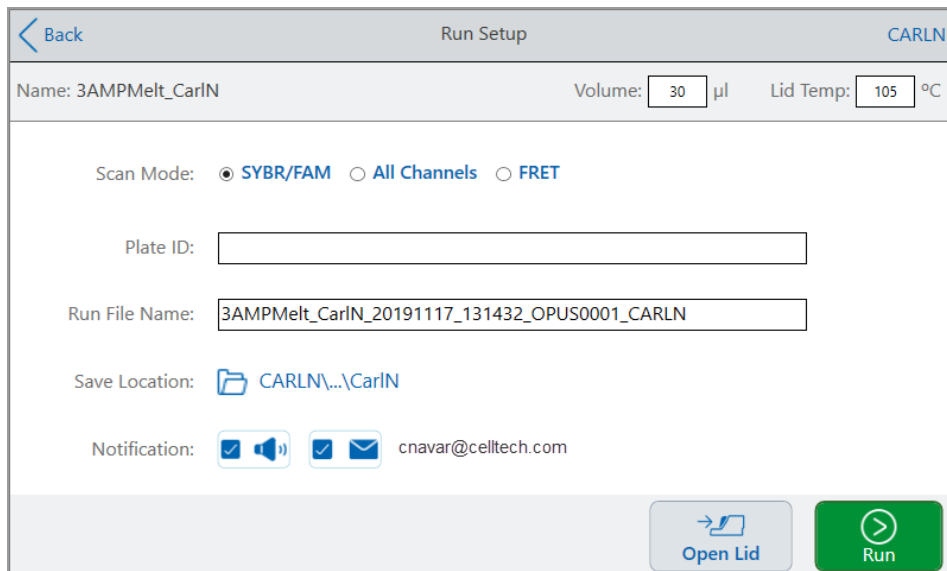 Back Run Setup CARLN
Name: 3AMPMelt_CarlN Volume: 30 µl Lid Temp: 105 ºC
Scan Mode: SYBR/FAM All Channels FRET
Plate ID:
Run File Name: 3AMPMelt_CarlN_20191117_131432_OPUS0001_CARLN
Save Location: CARLN\...\CarlN
Notification: cnavar@celltech.com
Open Lid Run